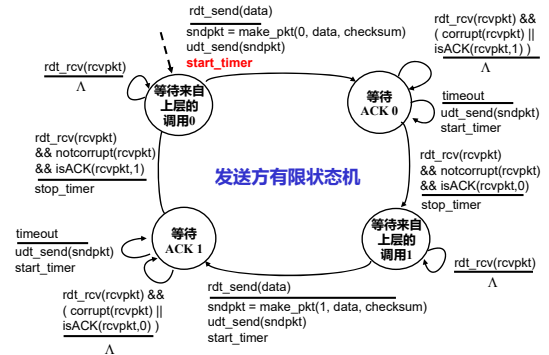 rdt_send(data)
sndpkt = make_pkt(0, data, checksum)
udt_send(sndpkt)
start_timer
rdt_rcv(rcvpkt) &&
( corrupt(rcvpkt) ||
isACK(rcvpkt,1) )
Λ
rdt_rcv(rcvpkt)
Λ
等待来自
上层的
调用0
等待
ACK 0
timeout
udt_send(sndpkt)
start_timer
rdt_rcv(rcvpkt)
&& notcorrupt(rcvpkt)
&& isACK(rcvpkt,1)
stop_timer
发送方有限状态机
rdt_rcv(rcvpkt)
&& notcorrupt(rcvpkt)
&& isACK(rcvpkt,0)
stop_timer
timeout
udt_send(sndpkt)
start_timer
等待
ACK 1
等待来自
上层的
调用1
rdt_rcv(rcvpkt)
Λ
rdt_rcv(rcvpkt) &&
( corrupt(rcvpkt) ||
isACK(rcvpkt,0) )
Λ
rdt_send(data)
sndpkt = make_pkt(1, data, checksum)
udt_send(sndpkt)
start_timer